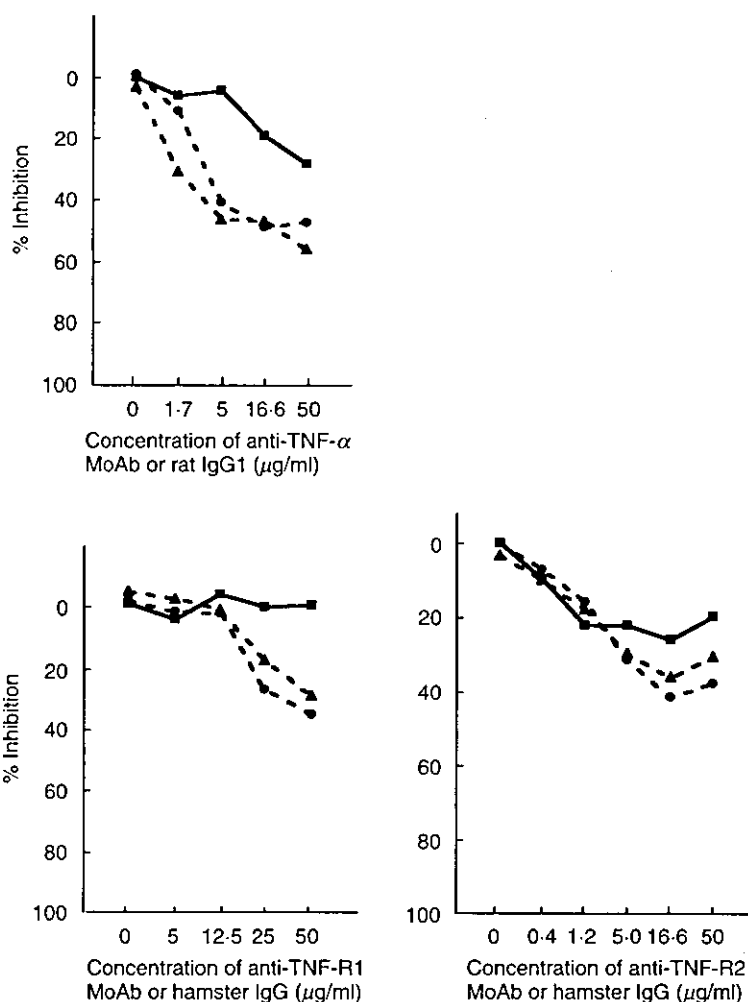 0
20
40
60
80
100
% Inhibition
0 1·7 5 16·6 50
Concentration of anti-TNF-α
MoAb or rat IgG1 (μg/ml)
0
20
40
60
80
100
% Inhibition
0 5 12·5 25 50
Concentration of anti-TNF-R1
MoAb or hamster IgG (μg/ml)
0
20
40
60
80
100
0 0·4 1·2 5·0 16·6 50
Concentration of anti-TNF-R2
MoAb or hamster IgG (μg/ml)